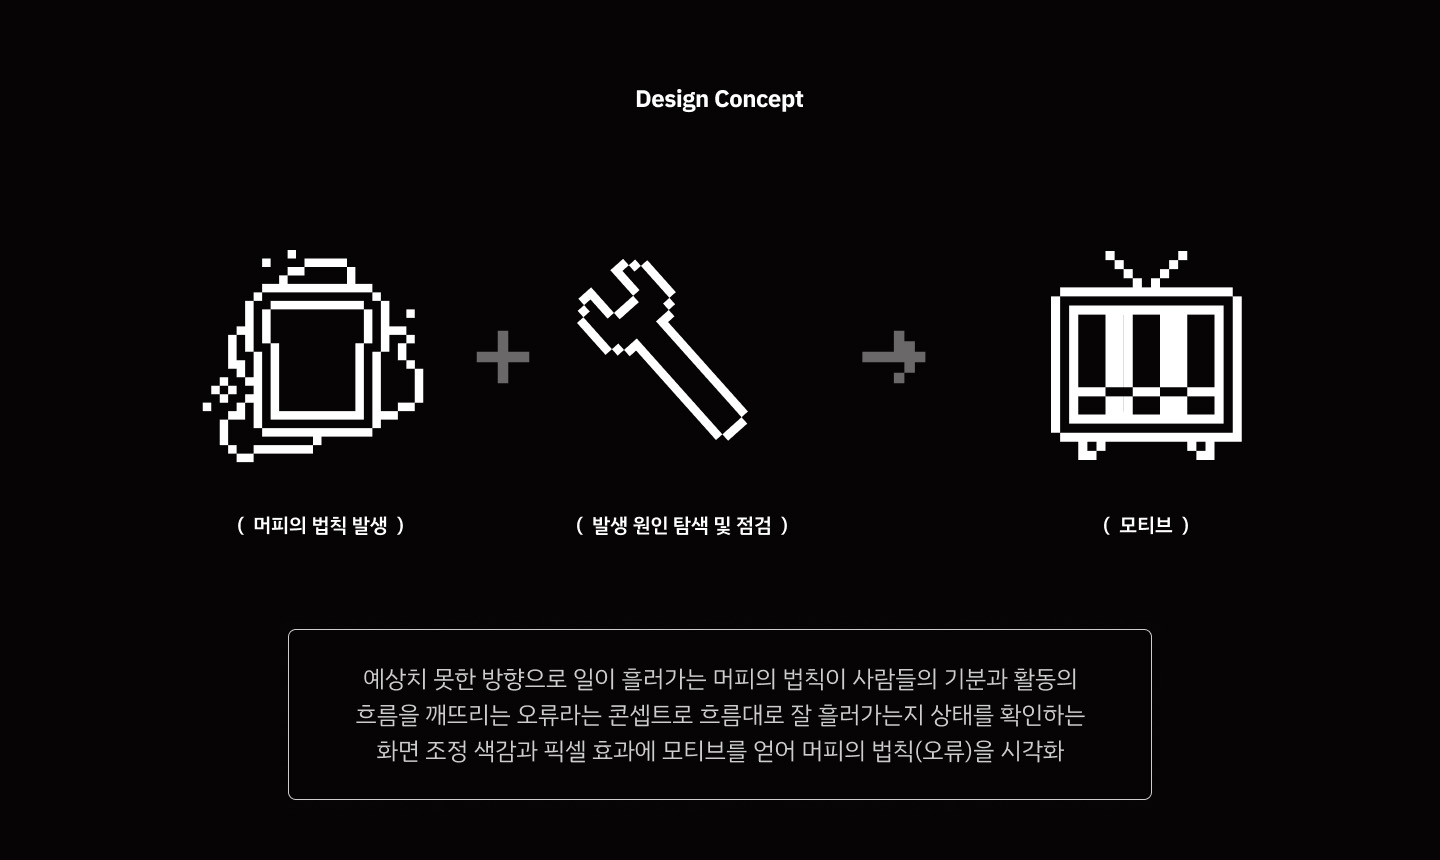 Design Concept
( 머피의 법칙 발생 )
( 발생 원인 탐색 및 점검 )
( 모티브 )
예상치 못한 방향으로 일이 흘러가는 머피의 법칙이 사람들의 기분과 활동의
흐름을 깨뜨리는 오류라는 콘셉트로 흐름대로 잘 흘러가는지 상태를 확인하는
화면 조정 색감과 픽셀 효과에 모티브를 얻어 머피의 법칙(오류)을 시각화